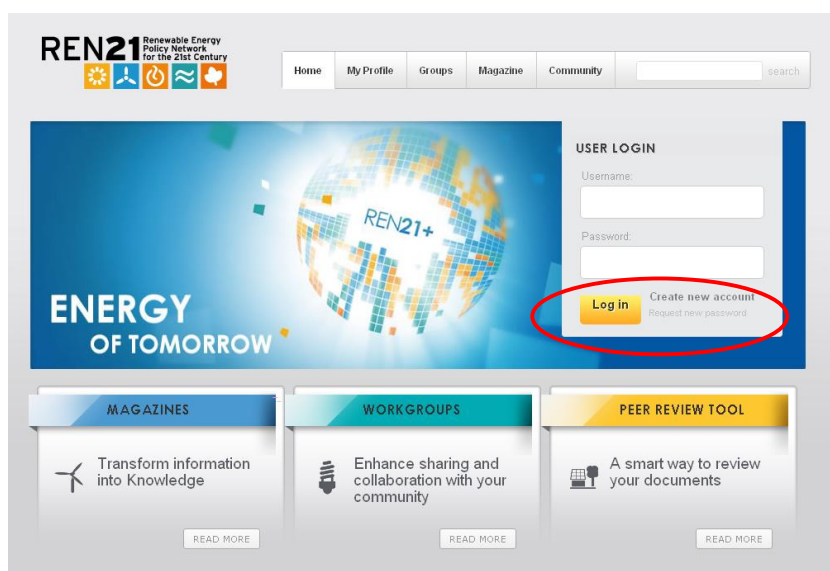 REN21 Renewable Energy
Policy Network
for the 21st Century
Home My Profile Groups Magazine Community search
USER LOGIN
Username:
Password:
Log in Create new account
Request new password
REN21+
ENERGY
OF TOMORROW
MAGAZINES
Transform information
into Knowledge
READ MORE
WORKGROUPS
Enhance sharing and
collaboration with your
community
READ MORE
PEER REVIEW TOOL
A smart way to review
your documents
READ MORE